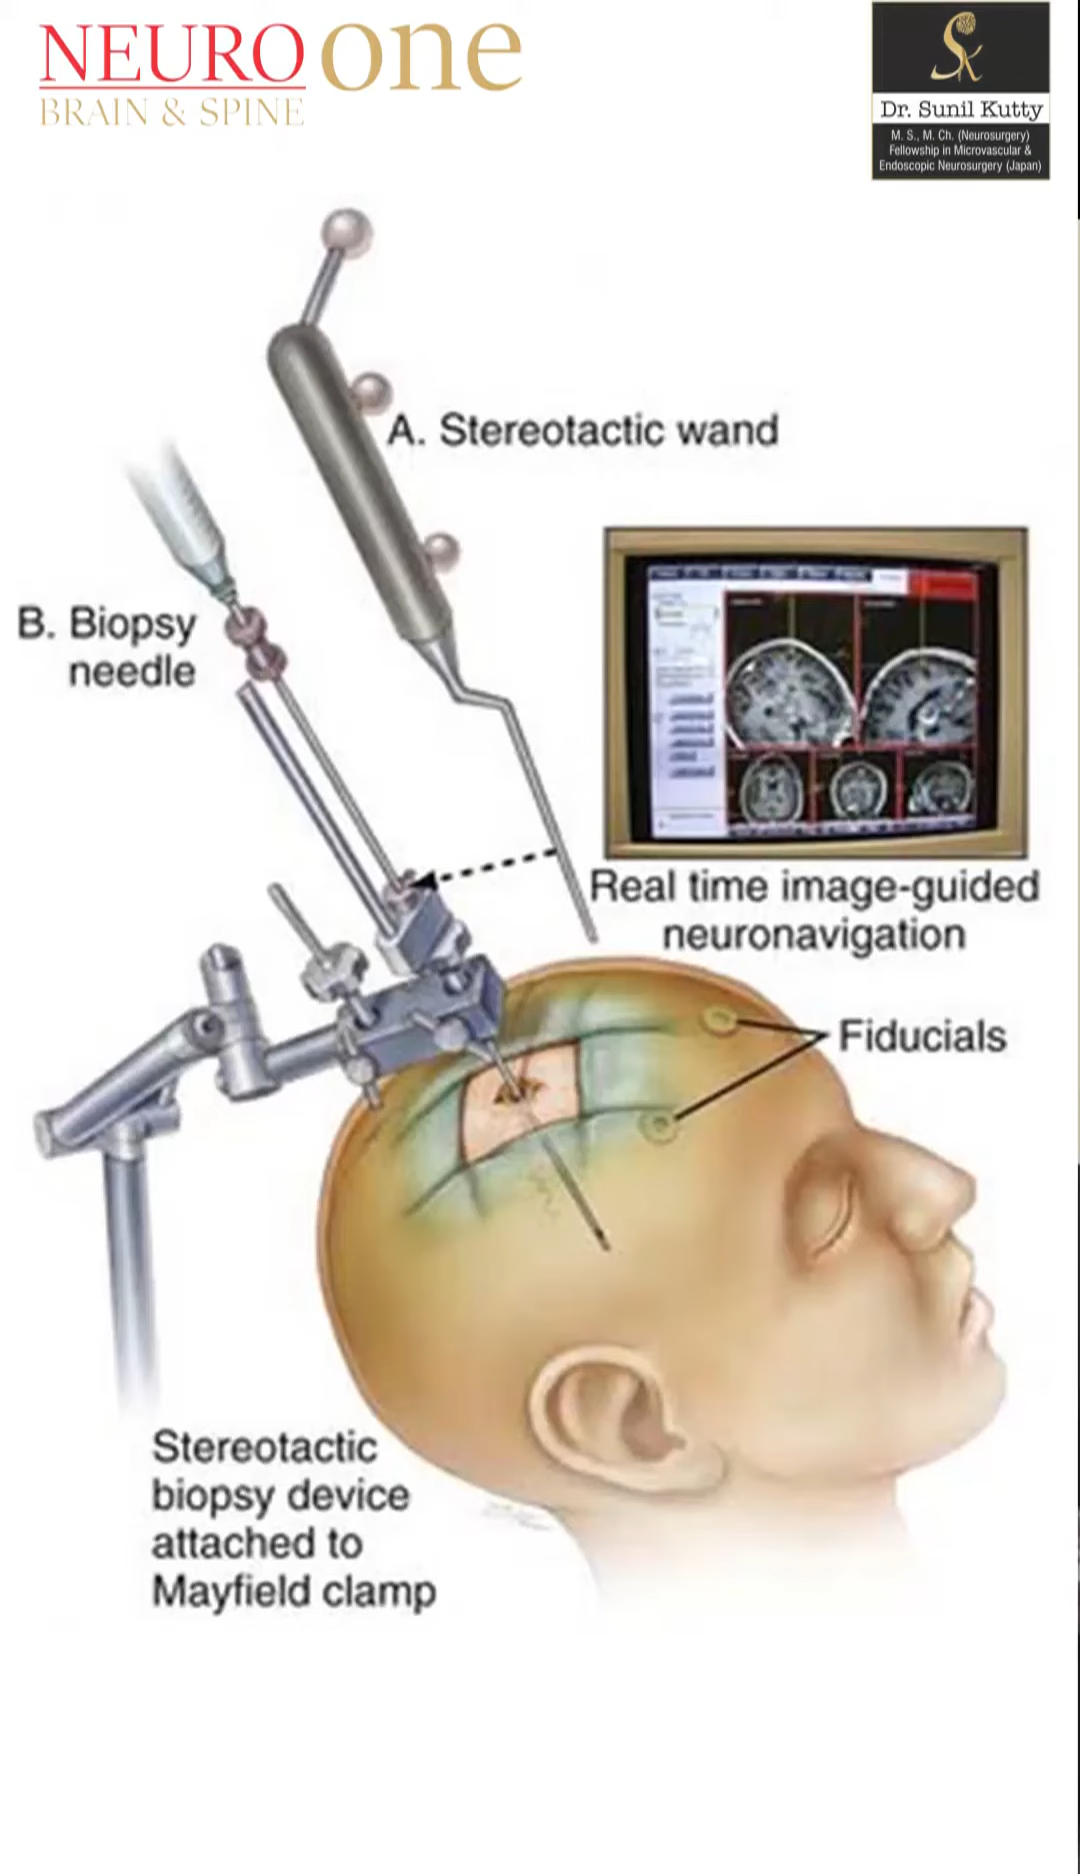 NEURO one
BRAIN & SPINE
SK
Dr. Sunil Kutty
M. S., M. Ch. (Neurosurgery)
Fellowship in Microvascular &
Endoscopic Neurosurgery (Japan)
A. Stereotactic wand
B. Biopsy
needle
Real time image-guided
neuronavigation
Fiducials
Stereotactic
biopsy device
attached to
Mayfield clamp